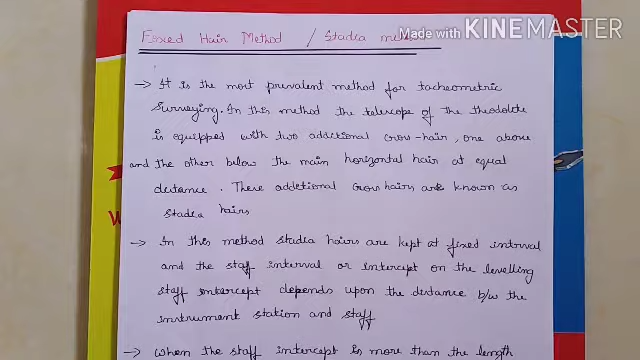 Fixed Hair Method / Stadia method
Made with KINEMASTER
→ It is the most prevalent method for tacheometric
surveying. In this method the telescope of the theodolite
is equipped with two additional cross-hair, one above
and the other below the main horizontal hair at equal
distance. These additional cross hairs are known as
stadia hairs
→ In this method stadia hairs are kept at fixed interval
and the staff interval or intercept on the levelling
staff intercept depends upon the distance b/w the
instrument station and staff
→ When the staff intercept is more than the length